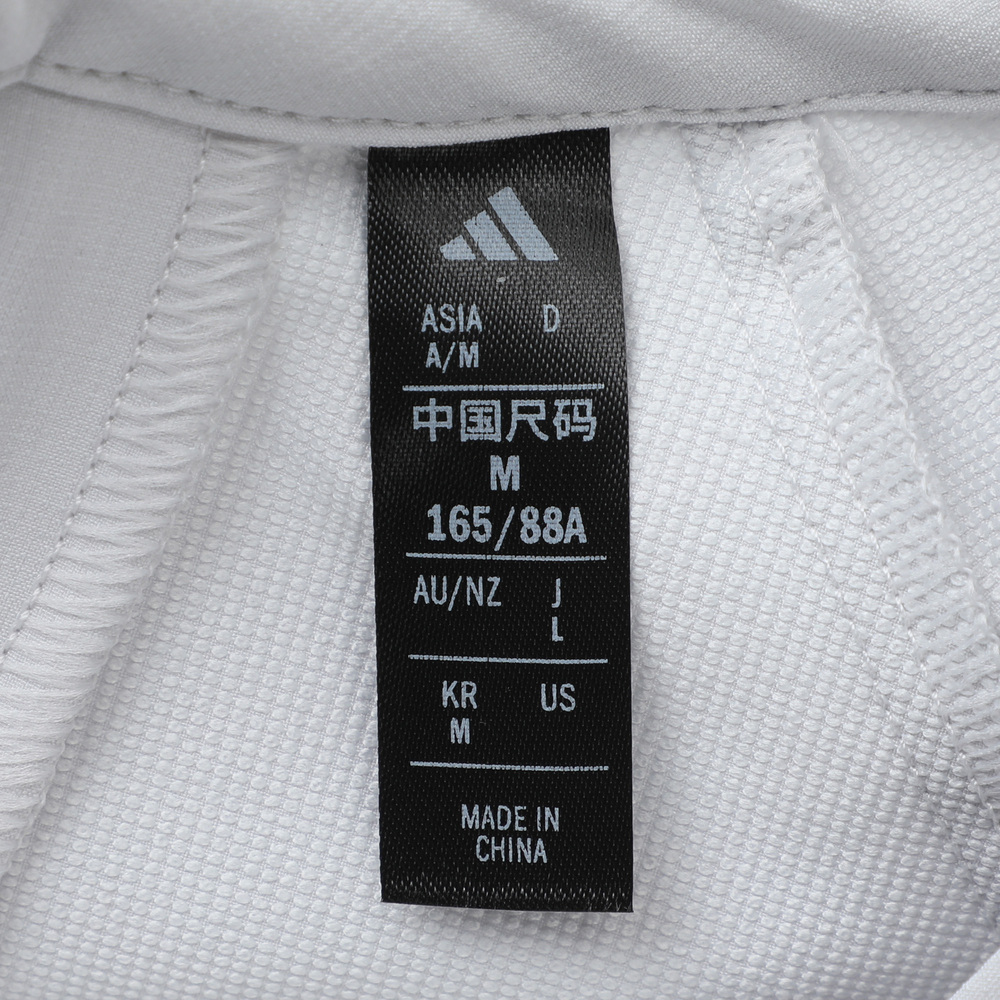 ASIA D
A/M
中国尺码
M
165/88A
AU/NZ J
L
KR US
M
MADE IN
CHINA